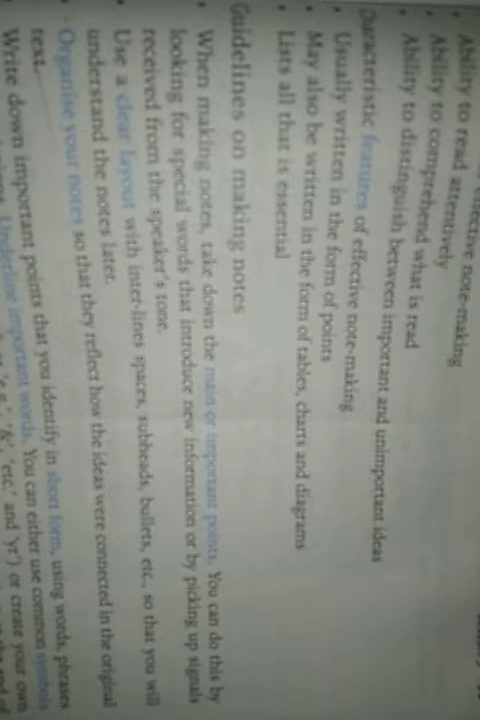 effective note-making
• Ability to read attentively
• Ability to comprehend what is read
• Ability to distinguish between important and unimportant ideas
Characteristic features of effective note-making
• Usually written in the form of points
• May also be written in the form of tables, charts and diagrams
• Lists all that is essential
Guidelines on making notes
• When making notes, take down the main or important points. You can do this by
looking for special words that introduce new information or by picking up signals
received from the speaker's tone.
• Use a clear layout with inter-lines spaces, subheads, bullets, etc., so that you will
understand the notes later.
• Organise your notes so that they reflect how the ideas were connected in the original
text.
Write down important points that you identify in short form, using words, phrases
Underline important words. You can either use common symbols
'e.g.', '&', 'etc.' and 'yr') or create your own